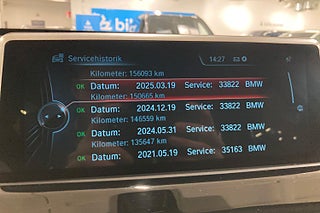 Servicehistorik
14:27
Kilometer: 156093 km
OK Datum: 2025.03.19 Service: 33822 BMW
Kilometer: 150665 km
OK Datum: 2024.12.19 Service: 33822 BMW
Kilometer: 146559 km
OK Datum: 2024.05.31 Service: 33822 BMW
Kilometer: 135647 km
OK Datum: 2021.05.19 Service: 35163 BMW